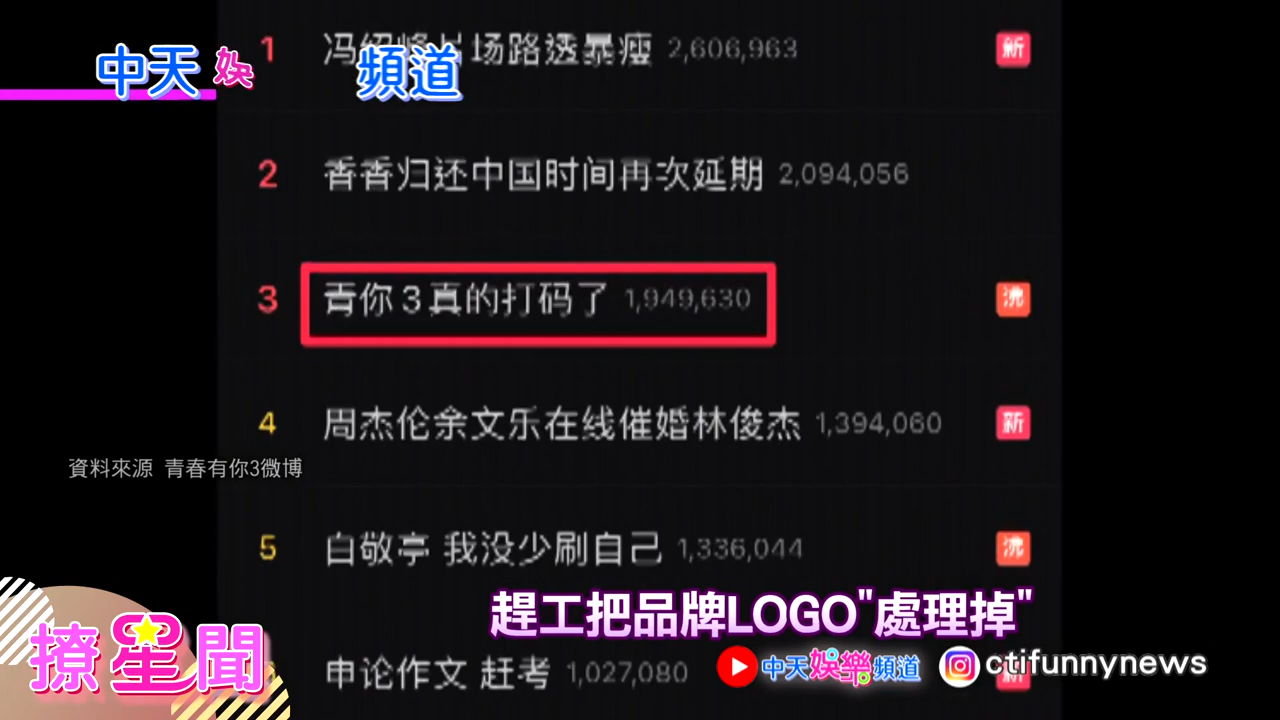 中天 娛 頻道
1 冯绍峰片场路透暴瘦 2,606,963 新
2 香香归还中国时间再次延期 2,094,056
3 青你3真的打码了 1,949,630 沸
4 周杰伦余文乐在线催婚林俊杰 1,394,060 新
資料來源 青春有你3微博
5 白敬亭 我没少刷自己 1,336,044 沸
趕工把品牌LOGO"處理掉"
撩星聞
申论作文 赶考 1,027,080 新
中天娛樂頻道 ctifunnynews